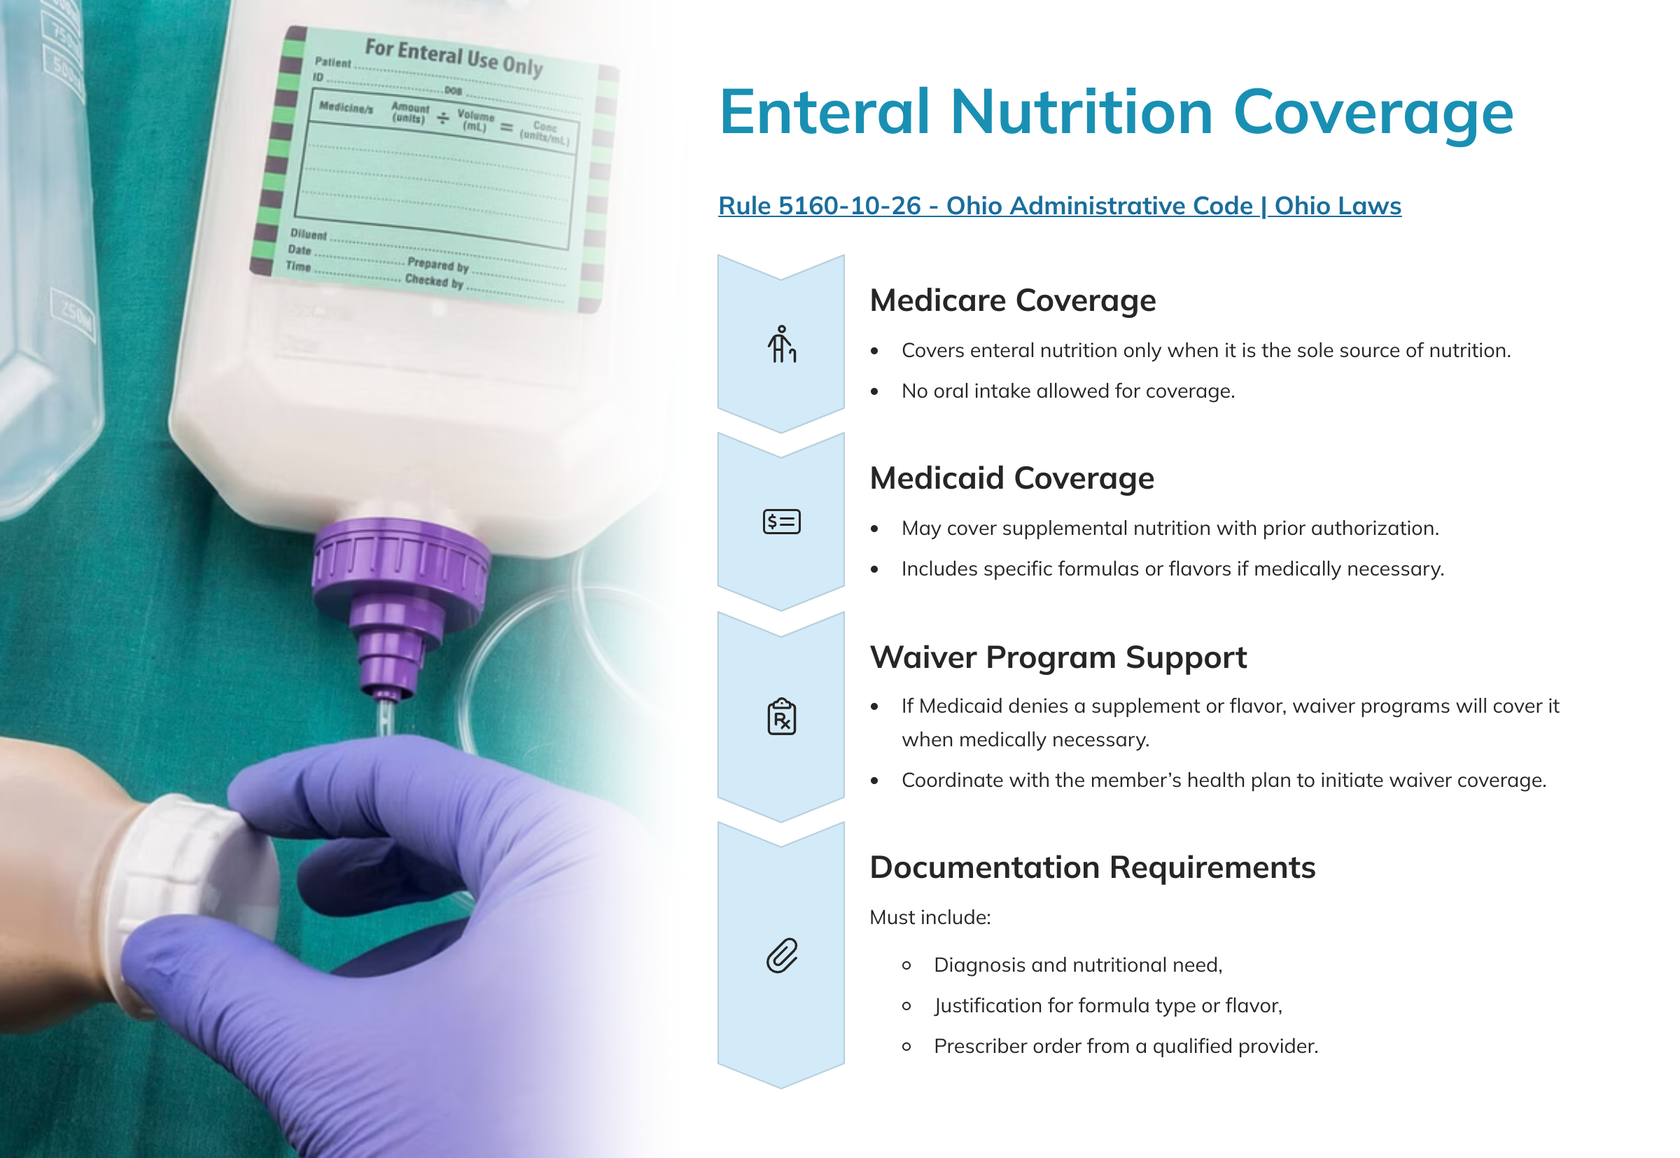 750
500
250ml
For Enteral Use Only
Patient
ID
DOB
Medicine/s Amount (units) ÷ Volume (mL) = Conc (units/mL)
Diluent
Date
Prepared by
Time
Checked by
Enteral Nutrition Coverage
Rule 5160-10-26 - Ohio Administrative Code | Ohio Laws
Medicare Coverage
• Covers enteral nutrition only when it is the sole source of nutrition.
• No oral intake allowed for coverage.
$
Medicaid Coverage
• May cover supplemental nutrition with prior authorization.
• Includes specific formulas or flavors if medically necessary.
Rx
Waiver Program Support
• If Medicaid denies a supplement or flavor, waiver programs will cover it
when medically necessary.
• Coordinate with the member’s health plan to initiate waiver coverage.
Documentation Requirements
Must include:
○ Diagnosis and nutritional need,
○ Justification for formula type or flavor,
○ Prescriber order from a qualified provider.